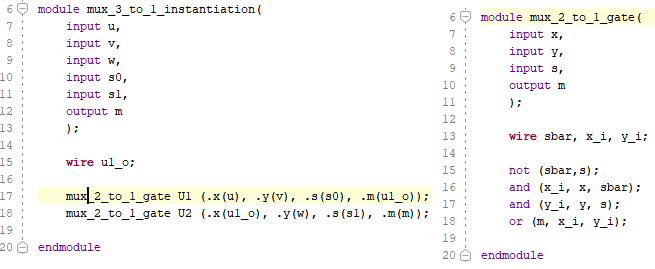 6 module mux_3_to_1_instantiation(
7 input u,
8 input v,
9 input w,
10 input s0,
11 input s1,
12 output m
13 );
14
15 wire u1_o;
16
17 mux_2_to_1_gate U1 (.x(u), .y(v), .s(s0), .m(u1_o));
18 mux_2_to_1_gate U2 (.x(u1_o), .y(w), .s(s1), .m(m));
19
20 endmodule
6 module mux_2_to_1_gate(
7 input x,
8 input y,
9 input s,
10 output m
11 );
12
13 wire sbar, x_i, y_i;
14
15 not (sbar,s);
16 and (x_i, x, sbar);
17 and (y_i, y, s);
18 or (m, x_i, y_i);
19
20 endmodule